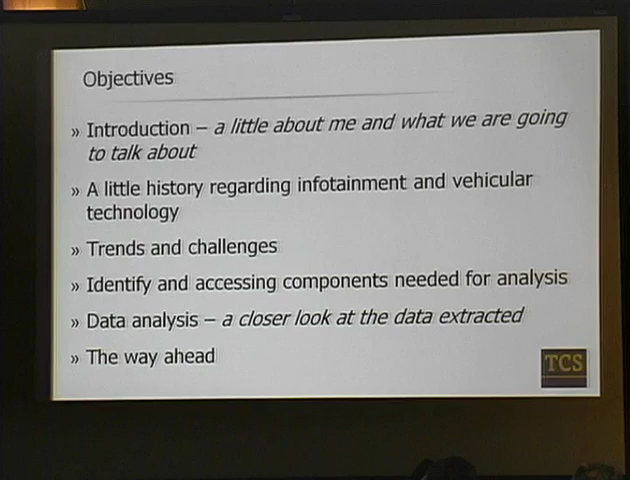 Objectives
» Introduction – a little about me and what we are going
to talk about
» A little history regarding infotainment and vehicular
technology
» Trends and challenges
» Identify and accessing components needed for analysis
» Data analysis – a closer look at the data extracted
» The way ahead
TCS